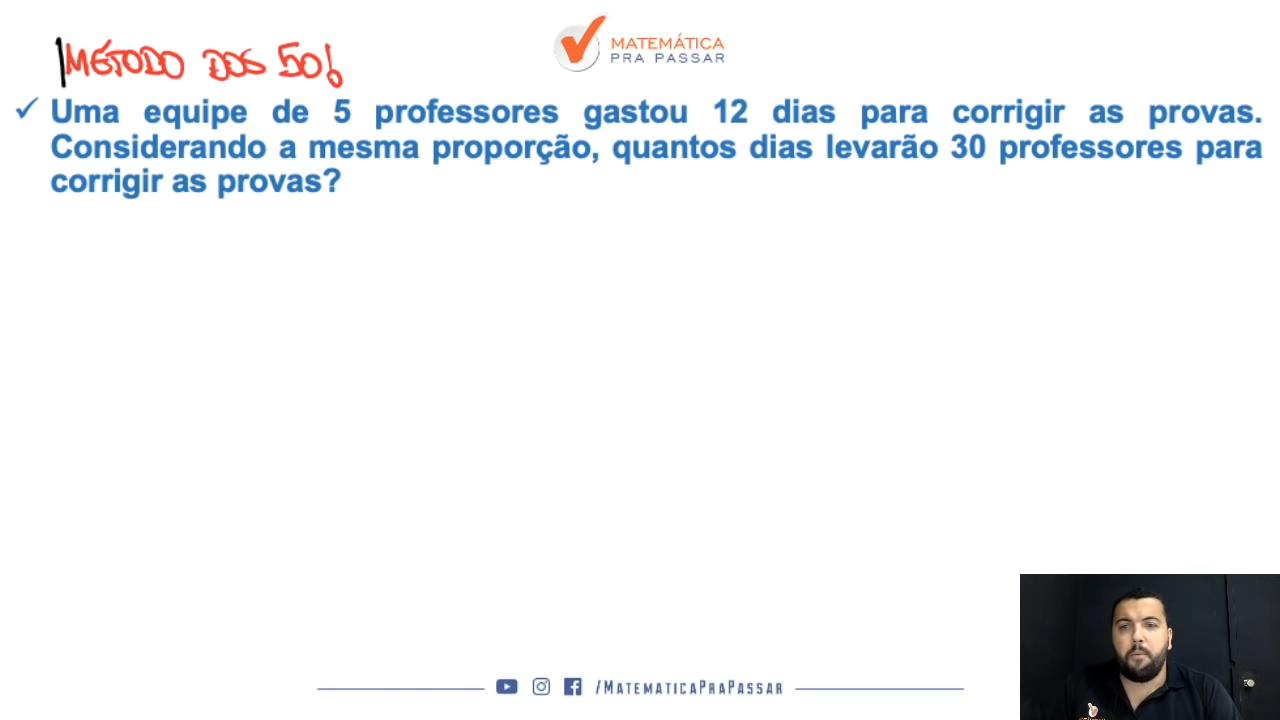 MÉTODO DOS 50!
MATEMÁTICA
PRA PASSAR
Uma equipe de 5 professores gastou 12 dias para corrigir as provas.
Considerando a mesma proporção, quantos dias levarão 30 professores para
corrigir as provas?
/MATEMATICAPRAPASSAR